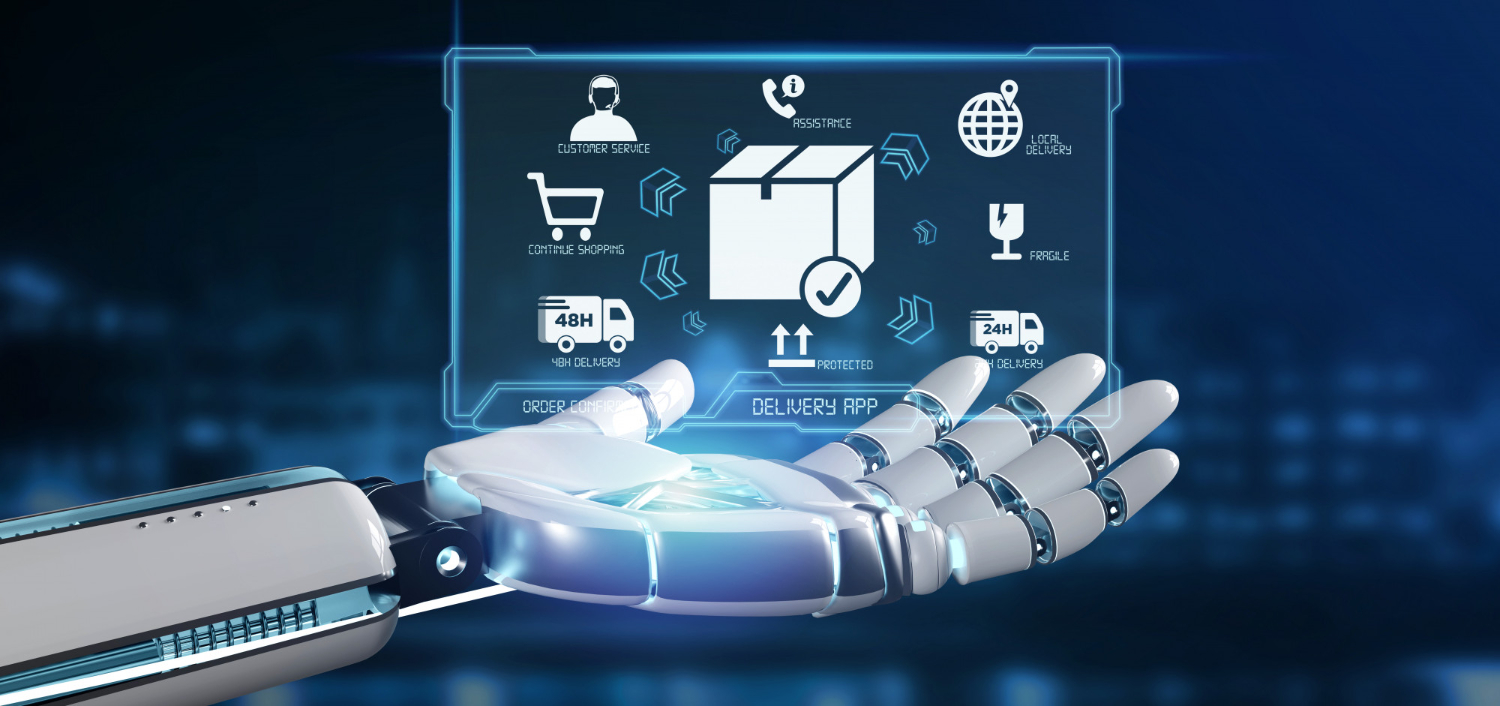 CUSTOMER SERVICE
ASSISTANCE
LOCAL
DELIVERY
CONTINUE SHOPPING
FRAGILE
48H
48H DELIVERY
PROTECTED
24H
DELIVERY
ORDER
DELIVERY APP